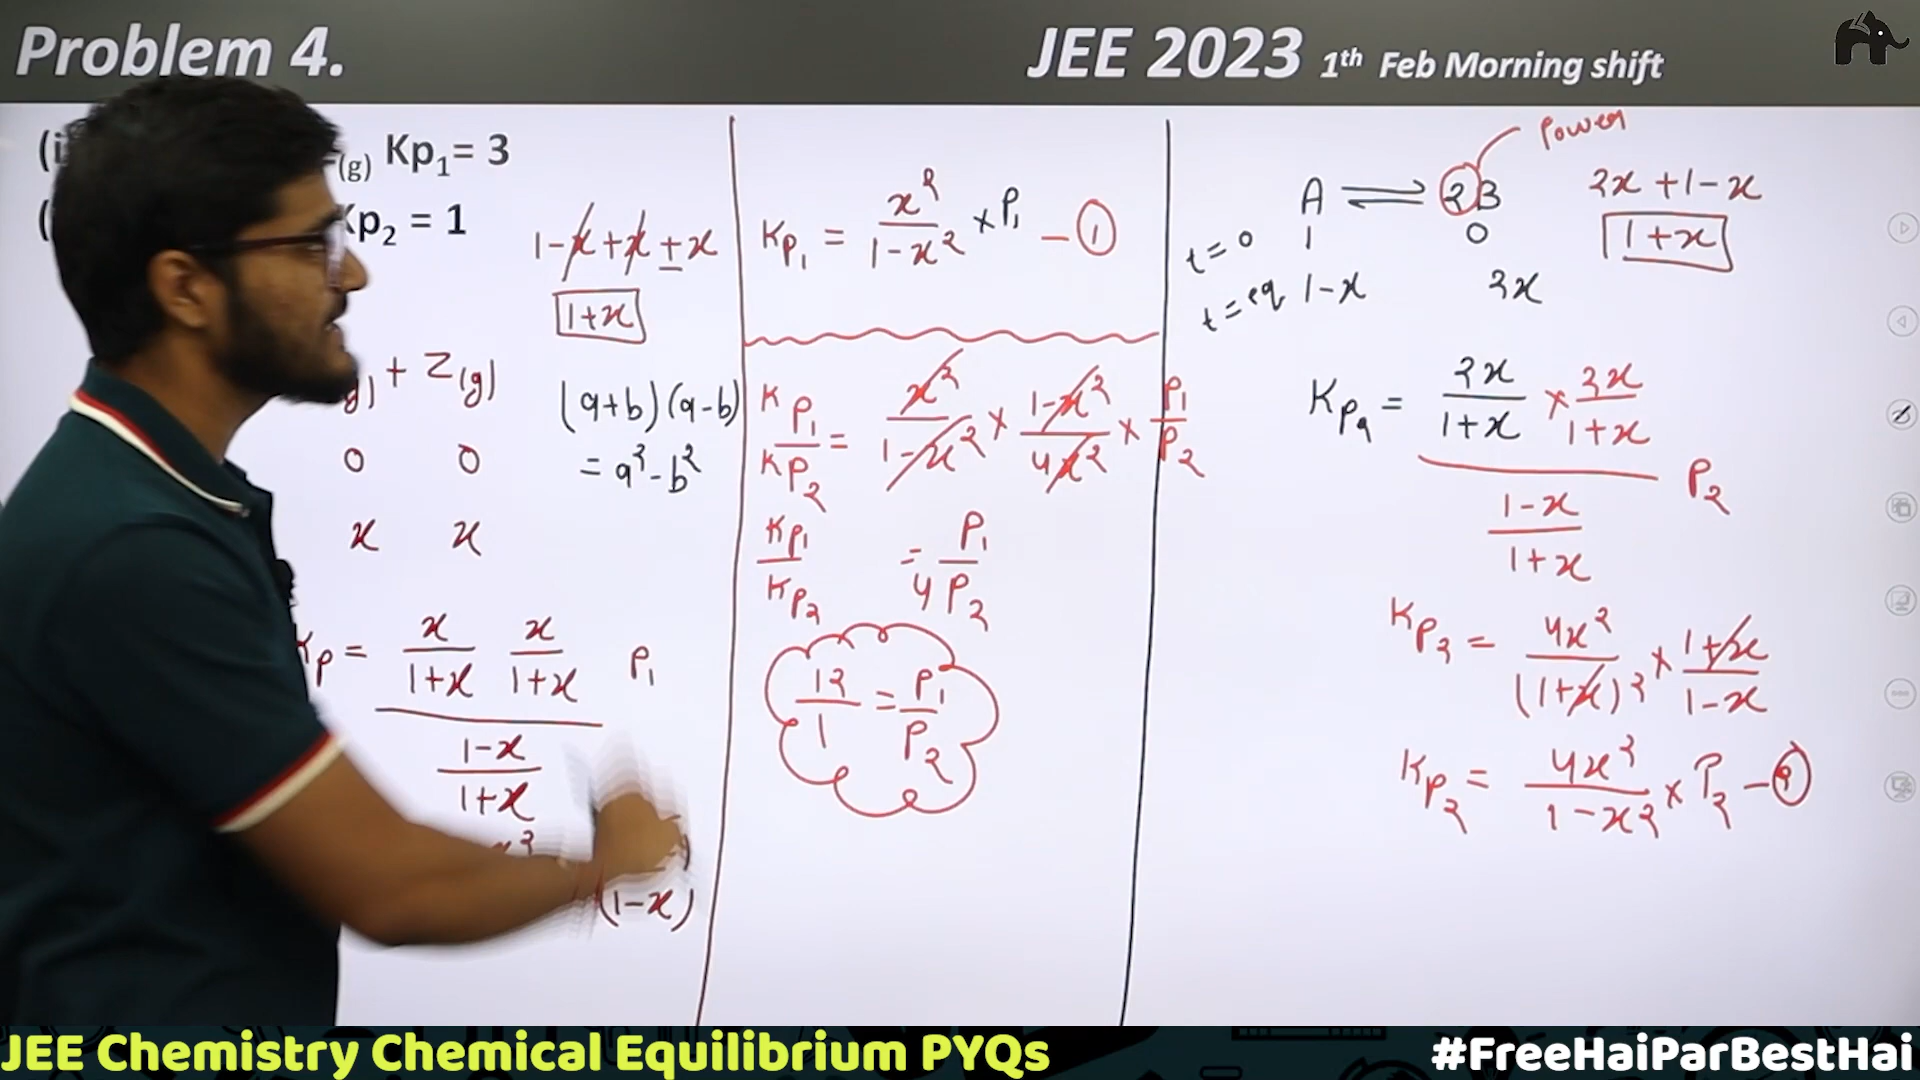 Problem 4.
JEE 2023 1th Feb Morning shift
(i
(g) Kp1 = 3
Kp2 = 1
1-x+x+x
1+x
g) + Z(g)
0 0
x x
(a+b)(a-b)
= a²-b²
Kp = x/1+x x/1+x P1
1-x/1+x
(1-x)
Kp1 = x²/1-x² × P1 - ①
Kp1/Kp2 = x²/1-x² × 1-x²/4x² × P1/P2
Kp1/Kp2 = P1/4P2
12/1 = P1/P2
Power
A ⇌ 2B
2x+1-x
1+x
t=0 1 0
t=eq 1-x 2x
Kp2 = 2x/1+x × 2x/1+x P2
1-x/1+x
Kp2 = 4x²/(1+x)² × 1+x/1-x
Kp2 = 4x²/1-x² × P2 - ②
JEE Chemistry Chemical Equilibrium PYQs
#FreeHaiParBestHai